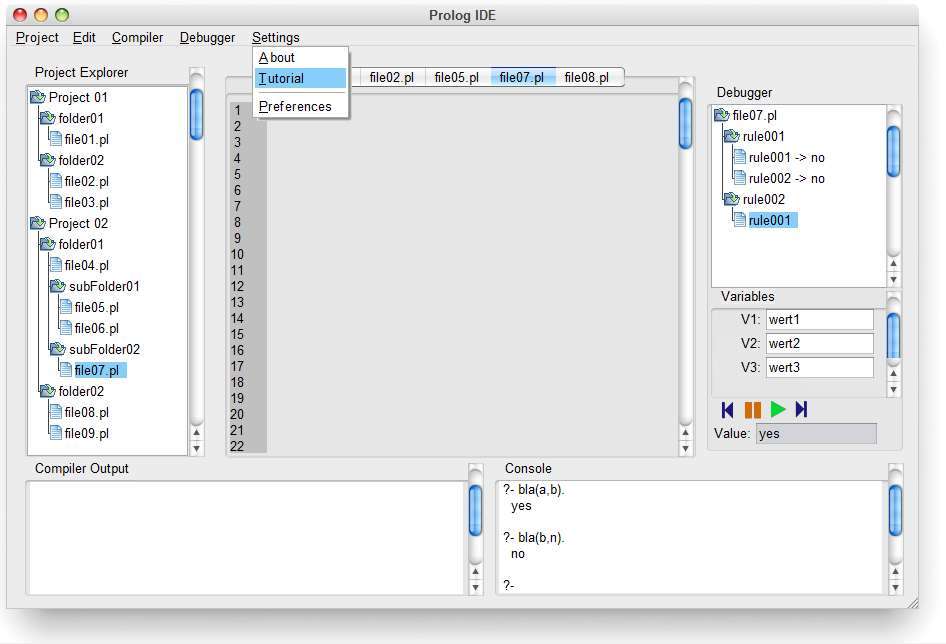 Prolog IDE
Project Edit Compiler Debugger Settings
About
Tutorial
Preferences
Project Explorer
Project 01
folder01
file01.pl
folder02
file02.pl
file03.pl
Project 02
folder01
file04.pl
subFolder01
file05.pl
file06.pl
subFolder02
file07.pl
folder02
file08.pl
file09.pl
file02.pl file05.pl file07.pl file08.pl
1
2
3
4
5
6
7
8
9
10
11
12
13
14
15
16
17
18
19
20
21
22
Debugger
file07.pl
rule001
rule001 -> no
rule002 -> no
rule002
rule001
Variables
V1: wert1
V2: wert2
V3: wert3
Value: yes
Compiler Output
Console
?- bla(a,b).
yes
?- bla(b,n).
no
?-